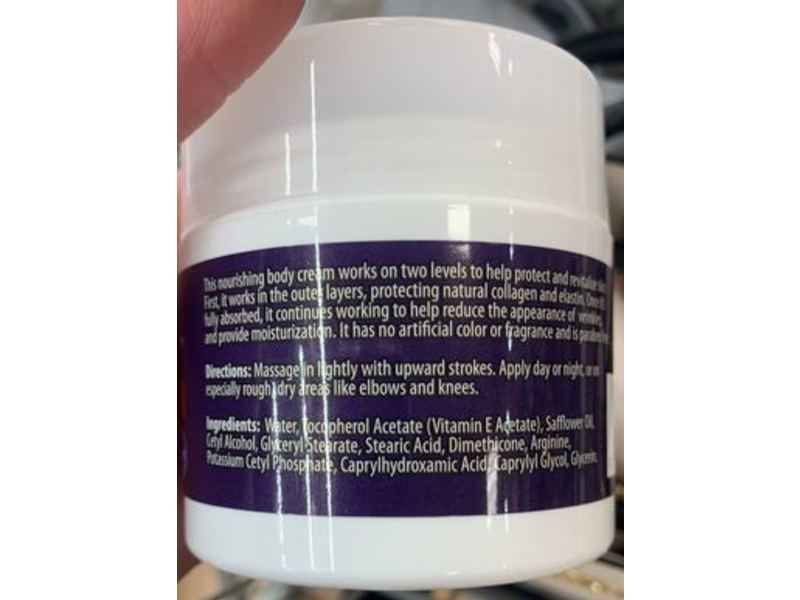 This nourishing body cream works on two levels to help protect and revitalize
First, it works in the outer layers, protecting natural collagen and elastin. Once
fully absorbed, it continues working to help reduce the appearance of wrinkles
and provide moisturization. It has no artificial color or fragrance and is
Directions: Massage in lightly with upward strokes. Apply day or night, or on
especially rough, dry areas like elbows and knees.
Ingredients: Water, Tocopherol Acetate (Vitamin E Acetate), Safflower Oil,
Cetyl Alcohol, Glyceryl Stearate, Stearic Acid, Dimethicone, Arginine,
Potassium Cetyl Phosphate, Caprylhydroxamic Acid, Caprylyl Glycol, Glycerin.